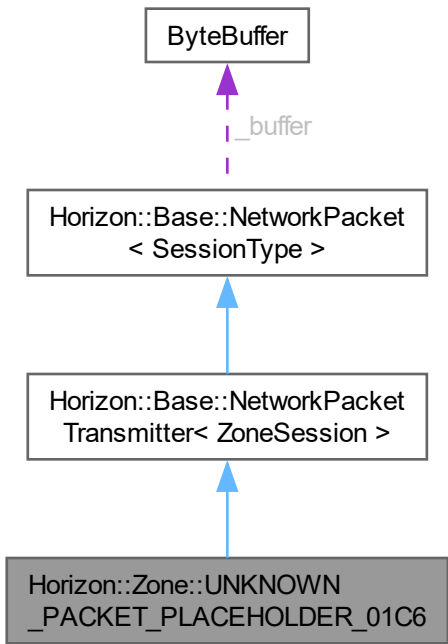 ByteBuffer
_buffer
Horizon::Base::NetworkPacket
< SessionType >
Horizon::Base::NetworkPacket
Transmitter< ZoneSession >
Horizon::Zone::UNKNOWN
_PACKET_PLACEHOLDER_01C6